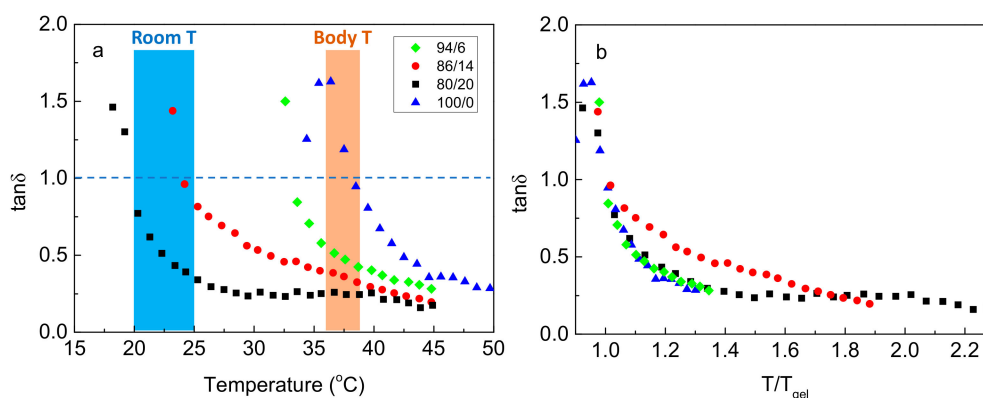 2.0
1.5
1.0
0.5
0.0
tanδ
a
Room T
Body T
94/6
86/14
80/20
100/0
15 20 25 30 35 40 45 50
Temperature (°C)
2.0
1.5
1.0
0.5
0.0
tanδ
b
1.0 1.2 1.4 1.6 1.8 2.0 2.2
T/Tgel